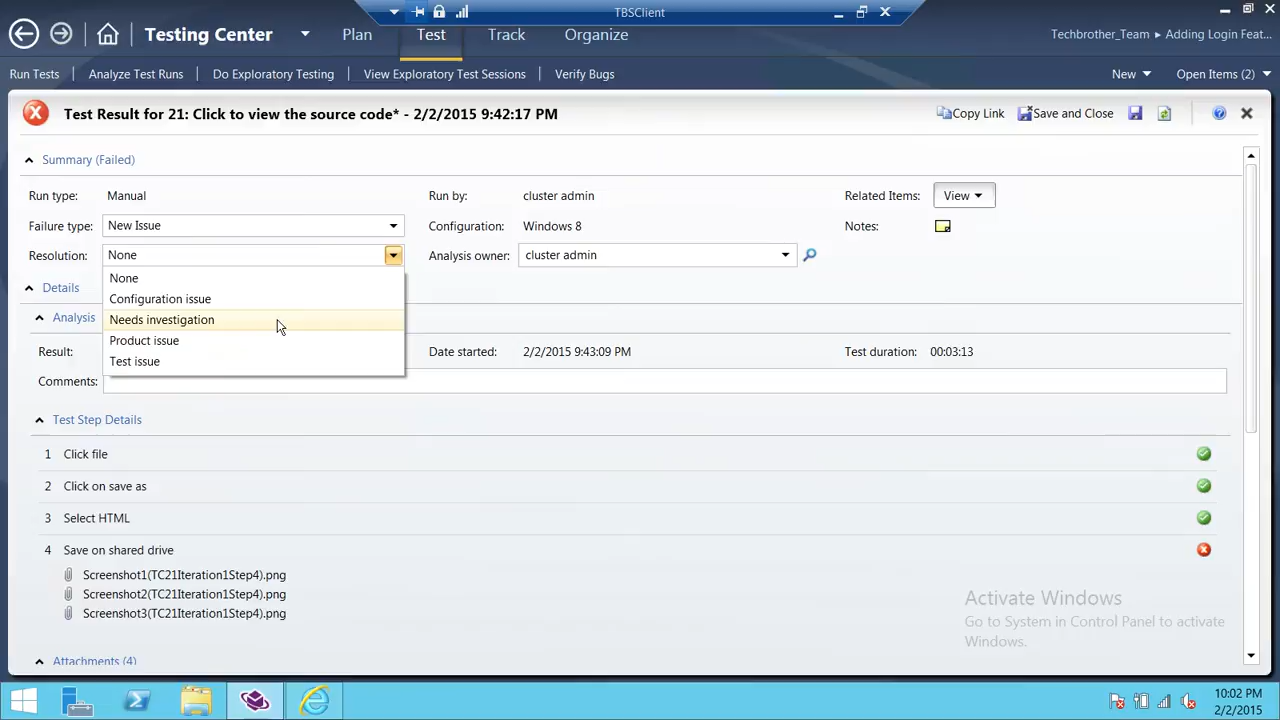 TBSClient
Testing Center
Plan
Test
Track
Organize
Techbrother_Team ▸ Adding Login Feat...
Run Tests
Analyze Test Runs
Do Exploratory Testing
View Exploratory Test Sessions
Verify Bugs
New
Open Items (2)
Test Result for 21: Click to view the source code* - 2/2/2015 9:42:17 PM
Copy Link
Save and Close
Summary (Failed)
Run type: Manual
Run by: cluster admin
Related Items: View
Failure type: New Issue
Configuration: Windows 8
Notes:
Resolution: None
Analysis owner: cluster admin
None
Configuration issue
Needs investigation
Product issue
Test issue
Details
Analysis
Result:
Date started: 2/2/2015 9:43:09 PM
Test duration: 00:03:13
Comments:
Test Step Details
1 Click file
2 Click on save as
3 Select HTML
4 Save on shared drive
Screenshot1(TC21Iteration1Step4).png
Screenshot2(TC21Iteration1Step4).png
Screenshot3(TC21Iteration1Step4).png
Attachments (4)
Activate Windows
Go to System in Control Panel to activate
Windows.
10:02 PM
2/2/2015